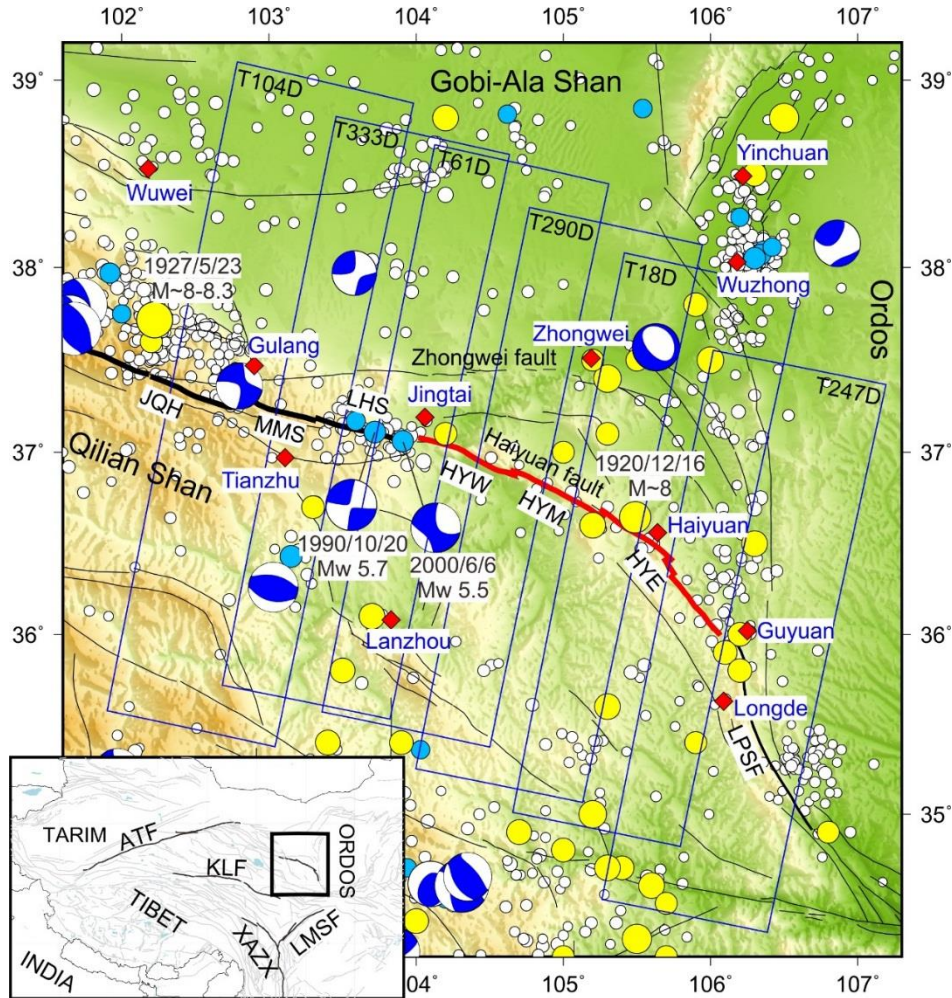 102 103 104 105 106 107
39° 39°
Gobi-Ala Shan
T104D
T333D
T61D
T290D
T18D
T247D
Yinchuan
Wuwei
38° 38°
1927/5/23
M~8-8.3
Wuzhong
Ordos
Gulang
Zhongwei
Zhongwei fault
Jingtai
LHS
JQH
MMS
37° 37°
Qilian Shan
Tianzhu
HYW
Haiyuan fault
HYM
1920/12/16
M~8
Haiyuan
HYE
1990/10/20
Mw 5.7
2000/6/6
Mw 5.5
36° 36°
Lanzhou
Guyuan
Longde
LPSF
35°
TARIM
ATF
KLF
ORDOS
TIBET
XAZX
LMSF
INDIA
104 105 106 107